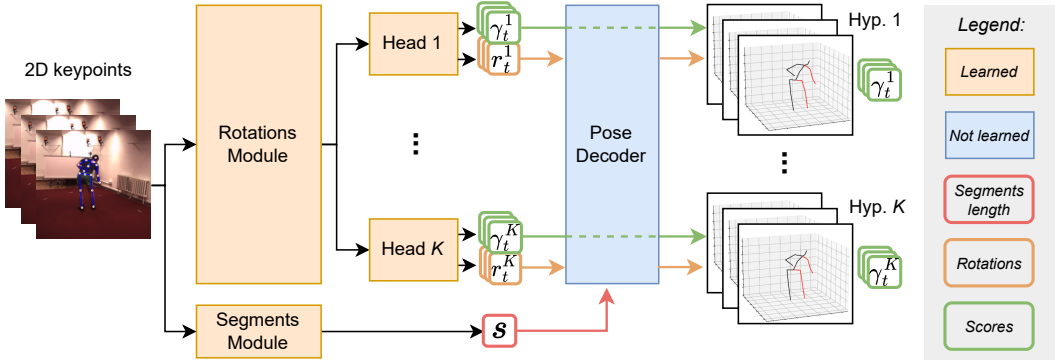 2D keypoints
Rotations
Module
Segments
Module
Head 1
Head K
γ_t^1
r_t^1
γ_t^K
r_t^K
s
Pose
Decoder
Hyp. 1
γ_t^1
Hyp. K
γ_t^K
Legend:
Learned
Not learned
Segments
length
Rotations
Scores